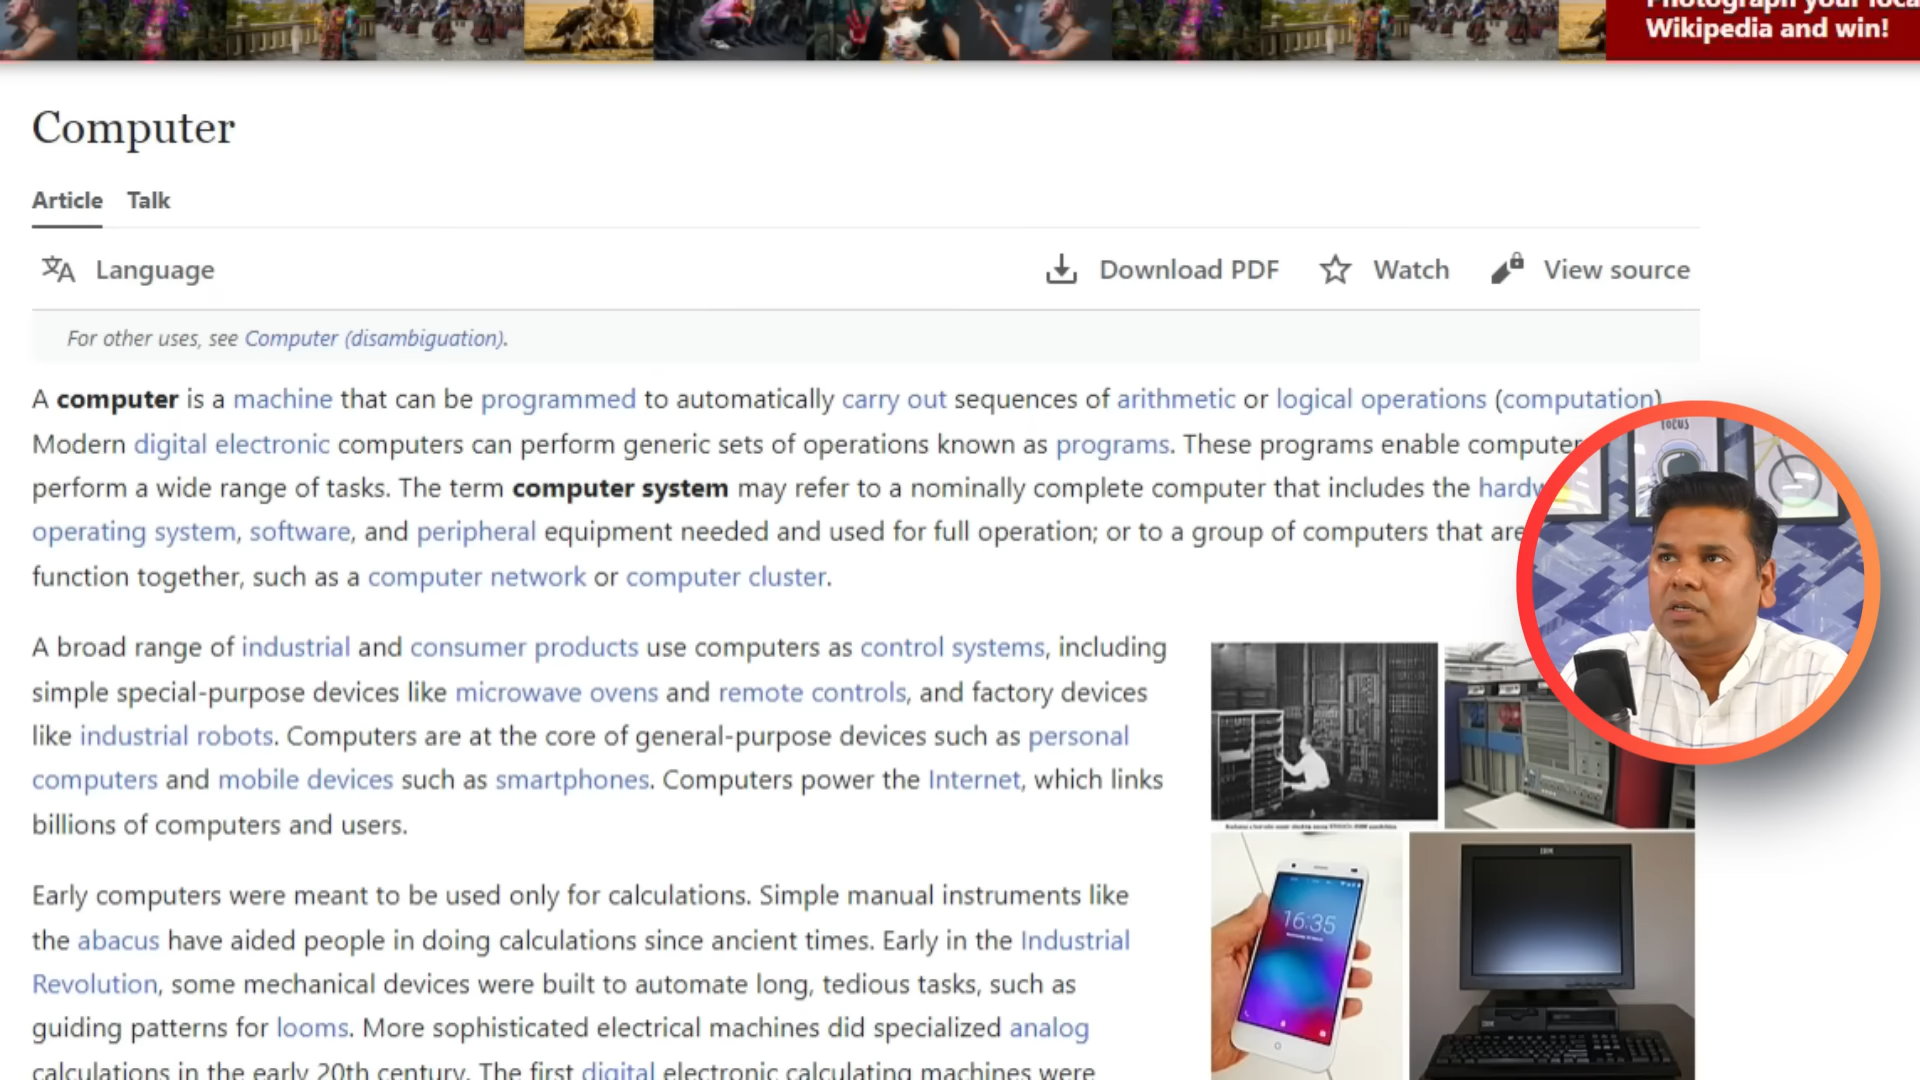 Wikipedia and win!
Computer
Article Talk
Language Download PDF Watch View source
For other uses, see Computer (disambiguation).
A computer is a machine that can be programmed to automatically carry out sequences of arithmetic or logical operations (computation)
Modern digital electronic computers can perform generic sets of operations known as programs. These programs enable computer
perform a wide range of tasks. The term computer system may refer to a nominally complete computer that includes the
operating system, software, and peripheral equipment needed and used for full operation; or to a group of computers that are
function together, such as a computer network or computer cluster.
FOCUS
A broad range of industrial and consumer products use computers as control systems, including
simple special-purpose devices like microwave ovens and remote controls, and factory devices
like industrial robots. Computers are at the core of general-purpose devices such as personal
computers and mobile devices such as smartphones. Computers power the Internet, which links
billions of computers and users.
Early computers were meant to be used only for calculations. Simple manual instruments like
the abacus have aided people in doing calculations since ancient times. Early in the Industrial
Revolution, some mechanical devices were built to automate long, tedious tasks, such as
guiding patterns for looms. More sophisticated electrical machines did specialized analog
calculations in the early 20th century. The first digital electronic calculating machines were
16:35
IBM
IBM